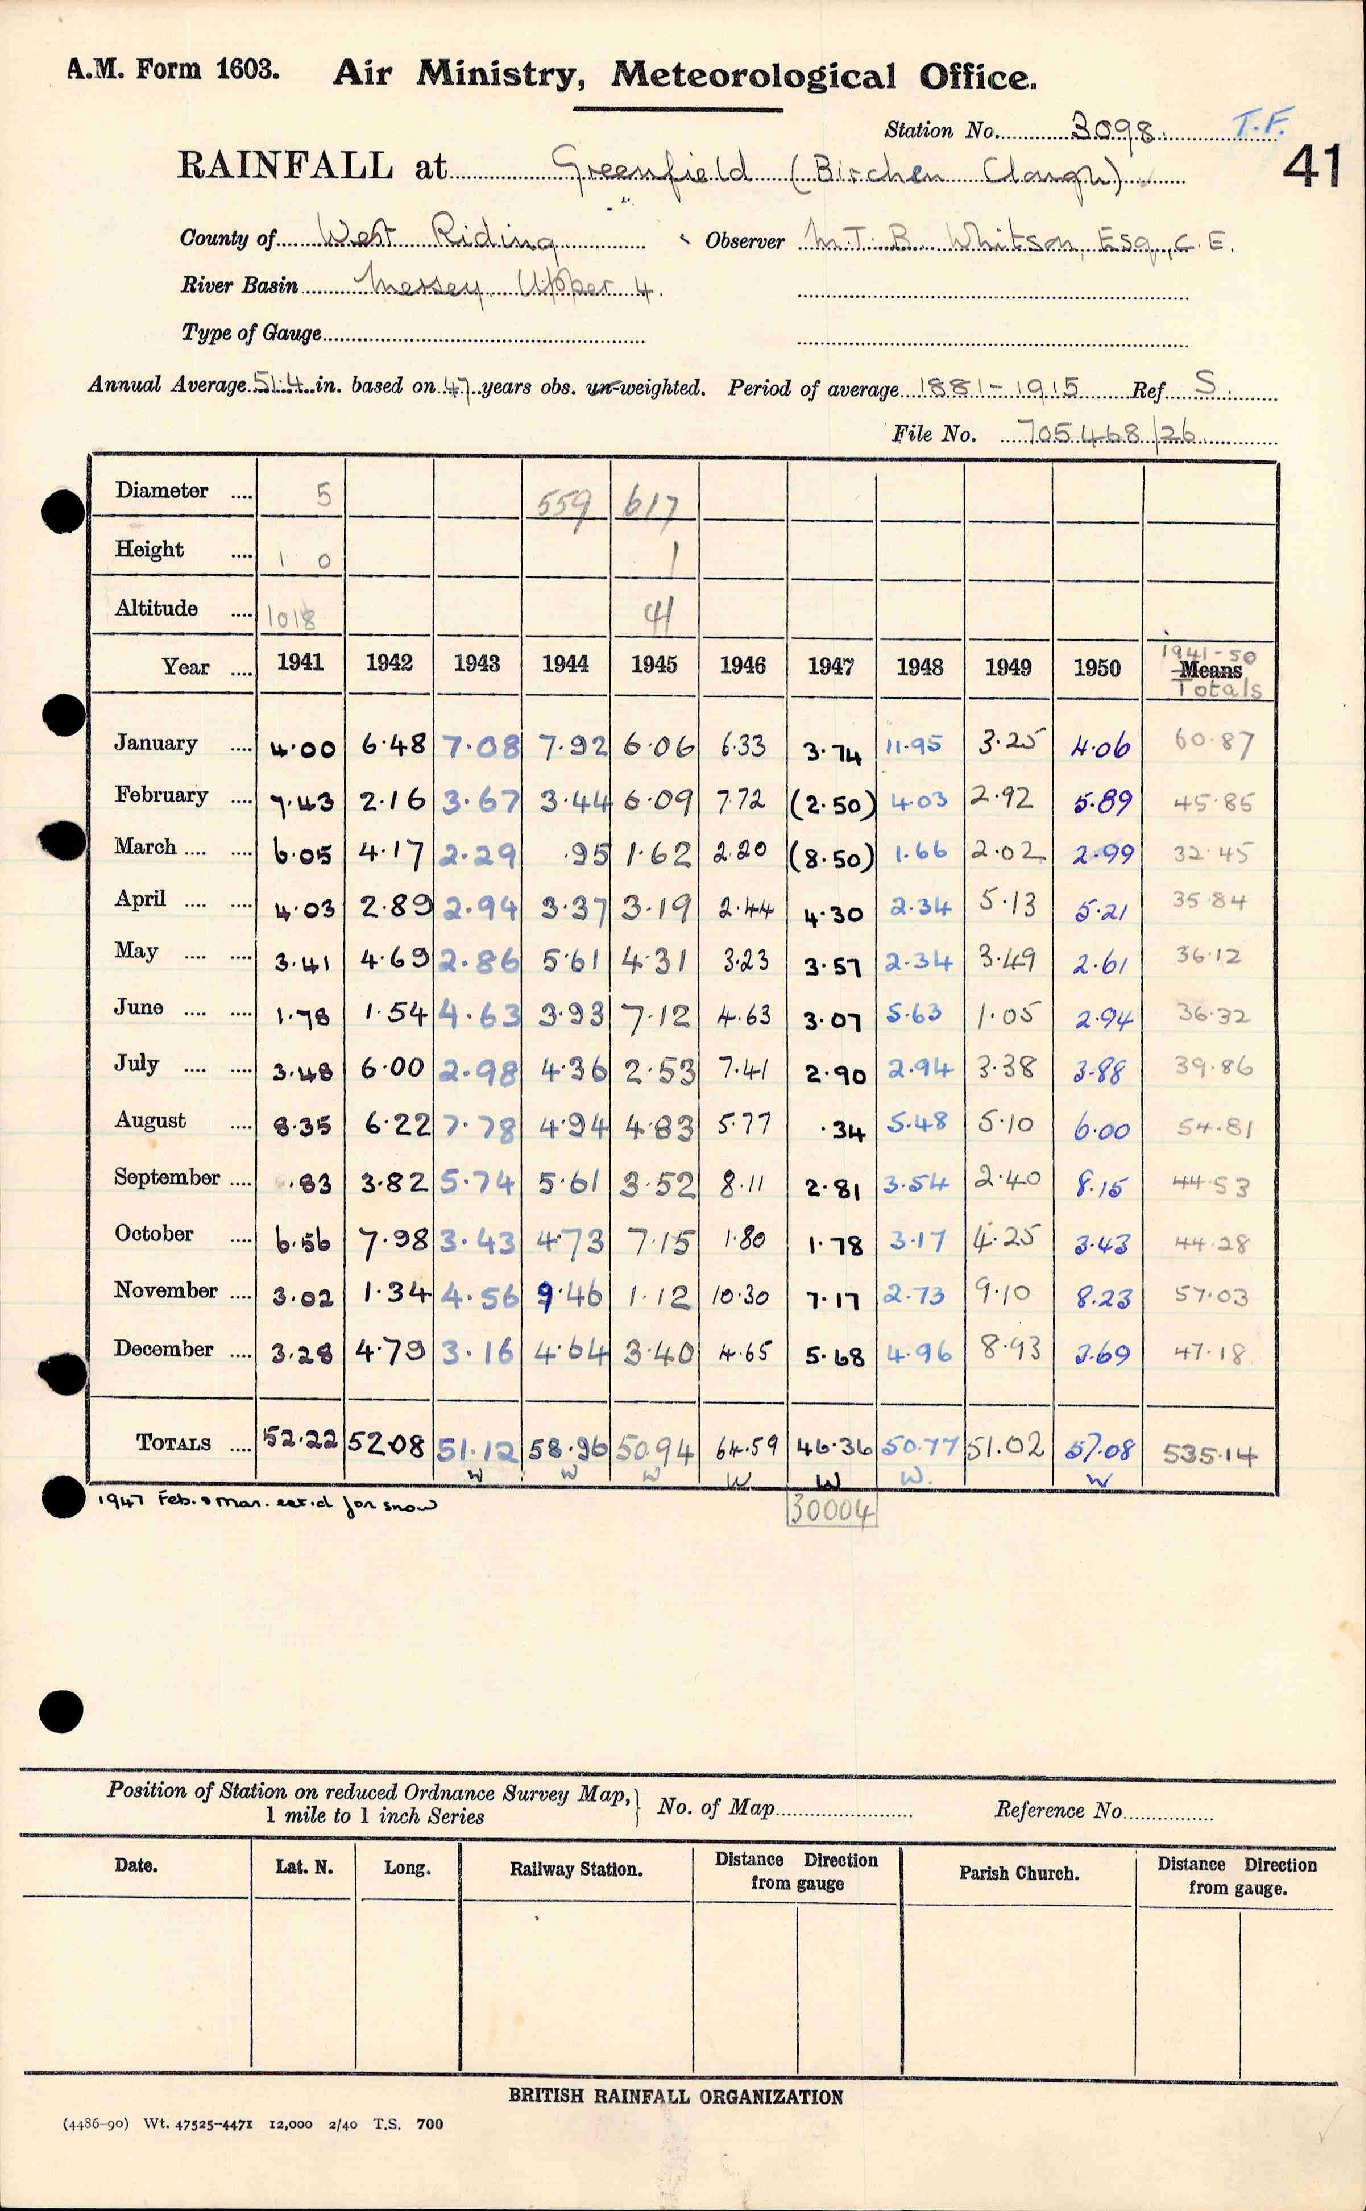 A.M. Form 1603. Air Ministry, Meteorological Office.
Station No. 3098. T.F.
41
RAINFALL at Greenfield (Birchen Clough)
County of West Riding Observer M.T. B. Whitson, Esq., C.E.
River Basin Mersey Upper 4.
Type of Gauge
Annual Average 51.4 in. based on 47 years obs. un-weighted. Period of average 1881-1915 Ref S.
File No. 705468/26
Diameter .... 5 559 617
Height .... 1 0 1
Altitude .... 1018 41
Year .... 1941 1942 1943 1944 1945 1946 1947 1948 1949 1950 1941-50 Means Totals
January .... 4.00 6.48 7.08 7.92 6.06 6.33 3.74 11.95 3.25 4.06 60.87
February .... 7.43 2.16 3.67 3.44 6.09 7.72 (2.50) 4.03 2.92 5.89 45.85
March .... .... 6.05 4.17 2.29 .95 1.62 2.20 (8.50) 1.66 2.02 2.99 32.45
April .... .... 4.03 2.89 2.94 3.37 3.19 2.44 4.30 2.34 5.13 5.21 35.84
May .... .... 3.41 4.69 2.86 5.61 4.31 3.23 3.57 2.34 3.49 2.61 36.12
June .... .... 1.78 1.54 4.63 3.93 7.12 4.63 3.07 5.63 1.05 2.94 36.32
July .... .... 3.48 6.00 2.98 4.36 2.53 7.41 2.90 2.94 3.38 3.88 39.86
August .... 8.35 6.22 7.78 4.94 4.83 5.77 .34 5.48 5.10 6.00 54.81
September .... .83 3.82 5.74 5.61 3.52 8.11 2.81 3.54 2.40 8.15 44.53
October .... 6.56 7.98 3.43 4.73 7.15 1.80 1.78 3.17 4.25 3.43 44.28
November .... 3.02 1.34 4.56 9.46 1.12 10.30 7.17 2.73 9.10 8.23 57.03
December .... 3.28 4.79 3.16 4.64 3.40 4.65 5.68 4.96 8.93 3.69 47.18
TOTALS .... 52.22 52.08 51.12 58.96 50.94 64.59 46.36 50.77 51.02 57.08 535.14
W W W W W W. W
1947 Feb. & Mar. est.d for snow
30004
Position of Station on reduced Ordnance Survey Map, 1 mile to 1 inch Series } No. of Map Reference No.
Date. Lat. N. Long. Railway Station. Distance Direction from gauge Parish Church. Distance Direction from gauge.
BRITISH RAINFALL ORGANIZATION
(4486-90) Wt. 47525-4471 12,000 2/40 T.S. 700